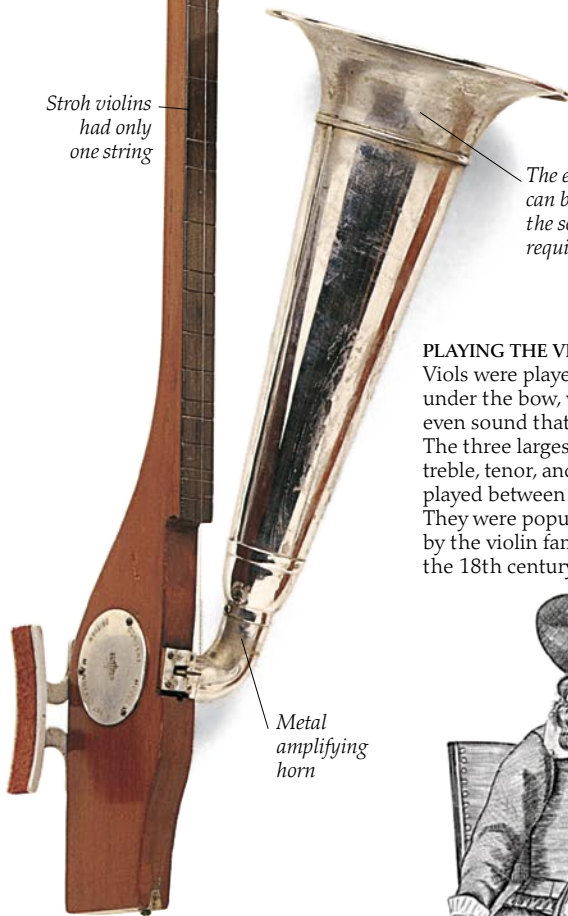 Stroh violins
had only
one string
The e
can b
the
requi
Metal
amplifying
horn
PLAYING THE VI
Viols were playe
under the bow,
even sound that
The three larges
treble, tenor, and
played between
They were popu
by the violin fam
the 18th century